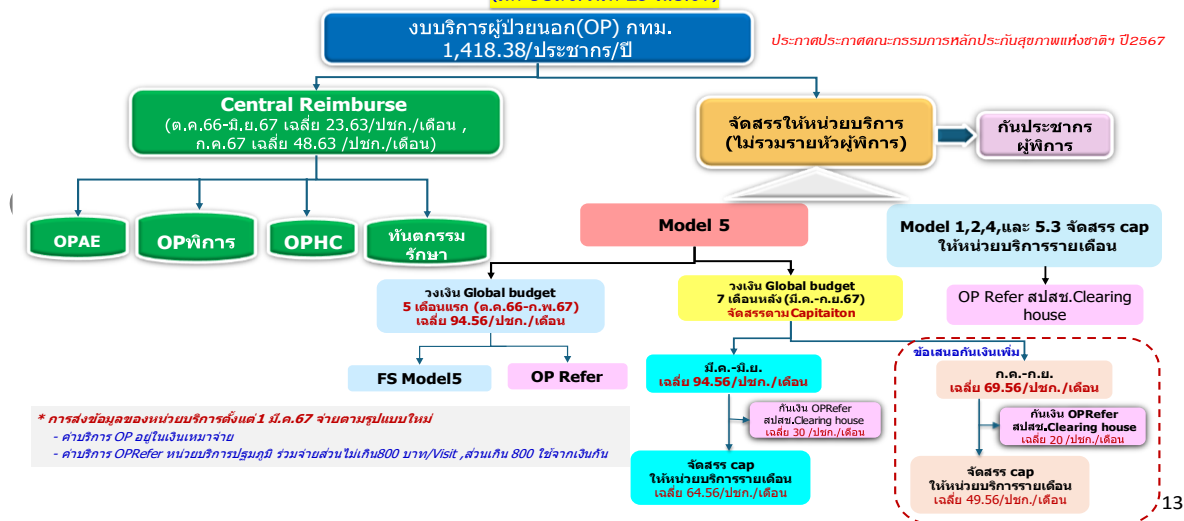 งบบริการผู้ป่วยนอก(OP) กทม.
1,418.38/ประชากร/ปี
ประกาศประกาศคณะกรรมการหลักประกันสุขภาพแห่งชาติฯ ปี2567
Central Reimburse
(ต.ค.66-มิ.ย.67 เฉลี่ย 23.63/ปชก./เดือน ,
ก.ค.67 เฉลี่ย 48.63 /ปชก./เดือน)
จัดสรรให้หน่วยบริการ
(ไม่รวมรายหัวผู้พิการ)
กันประชากร
ผู้พิการ
OPAE
OPพิการ
OPHC
ทันตกรรม
รักษา
Model 5
Model 1,2,4,และ 5.3 จัดสรร cap
ให้หน่วยบริการรายเดือน
วงเงิน Global budget
5 เดือนแรก (ต.ค.66-ก.พ.67)
เฉลี่ย 94.56/ปชก./เดือน
วงเงิน Global budget
7 เดือนหลัง (มี.ค.-ก.ย.67)
จัดสรรตามCapitaiton
OP Refer สปสช.Clearing
house
FS Model5
OP Refer
มี.ค.-มิ.ย.
เฉลี่ย 94.56/ปชก./เดือน
ข้อเสนอกันเงินเพิ่ม
ก.ค.-ก.ย.
เฉลี่ย 69.56/ปชก./เดือน
กันเงิน OPRefer
สปสช.Clearing house
เฉลี่ย 30 /ปชก./เดือน
กันเงิน OPRefer
สปสช.Clearing house
เฉลี่ย 20 /ปชก./เดือน
จัดสรร cap
ให้หน่วยบริการรายเดือน
เฉลี่ย 64.56/ปชก./เดือน
จัดสรร cap
ให้หน่วยบริการรายเดือน
เฉลี่ย 49.56/ปชก./เดือน
* การส่งข้อมูลของหน่วยบริการตั้งแต่ 1 มี.ค.67 จ่ายตามรูปแบบใหม่
- ค่าบริการ OP อยู่ในเงินเหมาจ่าย
- ค่าบริการ OPRefer หน่วยบริการปฐมภูมิ ร่วมจ่ายส่วนไม่เกิน800 บาท/Visit ,ส่วนเกิน 800 ใช้จากเงินกัน
13